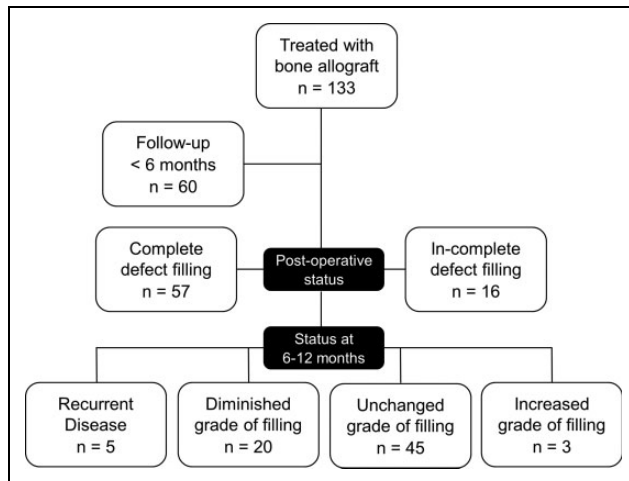 Treated with
bone allograft
n = 133
Follow-up
< 6 months
n = 60
Complete
defect filling
n = 57
Post-operative
status
In-complete
defect filling
n = 16
Status at
6-12 months
Recurrent
Disease
n = 5
Diminished
grade of filling
n = 20
Unchanged
grade of filling
n = 45
Increased
grade of filling
n = 3